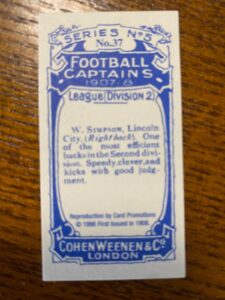 SERIES Nº5
No.37
FOOTBALL
CAPTAINS
1907-8
League (Division 2)
W. SIMPSON, Lincoln
City. (Right back). One
of the most efficient
backs in the Second divi-
sion. Speedy, clever, and
kicks with good judg-
ment.
Reproduction by Card Promotions
© 1998 First issued in 1908.
COHEN WEENEN & Cº
LONDON